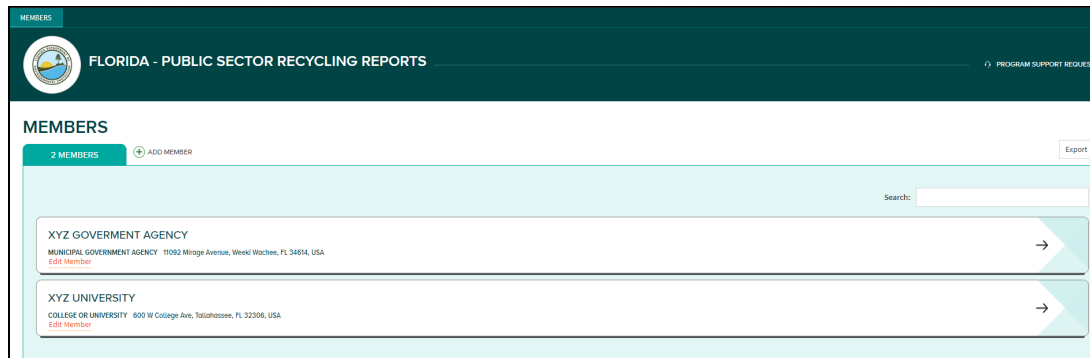 MEMBERS
FLORIDA - PUBLIC SECTOR RECYCLING REPORTS
PROGRAM SUPPORT REQUES
MEMBERS
2 MEMBERS
ADD MEMBER
Export
Search:
XYZ GOVERMENT AGENCY
MUNICIPAL GOVERNMENT AGENCY 11092 Mirage Avenue, Weeki Wachee, FL 34614, USA
Edit Member
XYZ UNIVERSITY
COLLEGE OR UNIVERSITY 600 W College Ave, Tallahassee, FL 32306, USA
Edit Member